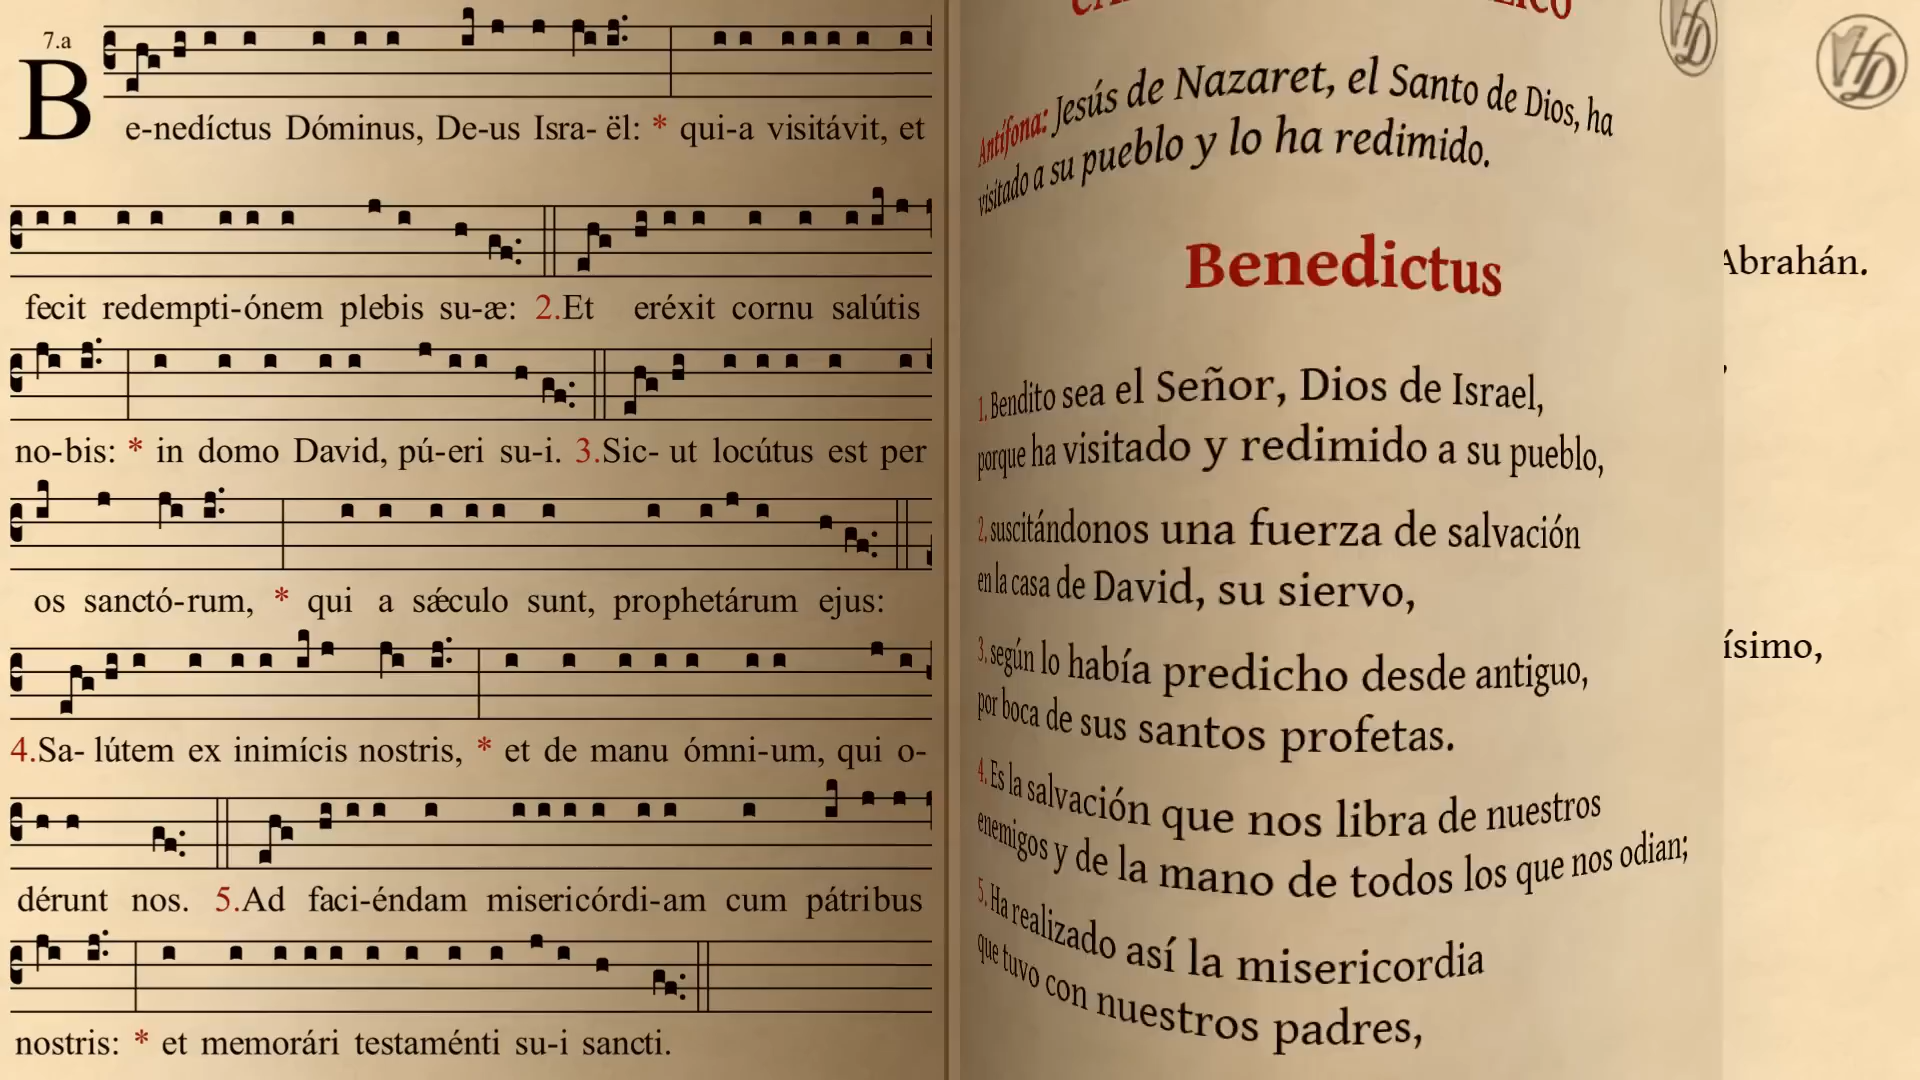 7.a
Be-nedíctus Dóminus, De-us Isra- ël: * qui-a visitávit, et
fecit redempti-ónem plebis su-æ: 2.Et eréxit cornu salútis
no-bis: * in domo David, pú-eri su-i. 3.Sic- ut locútus est per
os sanctó-rum, * qui a sǽculo sunt, prophetárum ejus:
4.Sa- lútem ex inimícis nostris, * et de manu ómni-um, qui o-
dérunt nos. 5.Ad faci-éndam misericórdi-am cum pátribus
nostris: * et memorári testaménti su-i sancti.
Antífona: Jesús de Nazaret, el Santo de Dios, ha
visitado a su pueblo y lo ha redimido.
Benedictus
1. Bendito sea el Señor, Dios de Israel,
porque ha visitado y redimido a su pueblo,
2. suscitándonos una fuerza de salvación
en la casa de David, su siervo,
3. según lo había predicho desde antiguo,
por boca de sus santos profetas.
4. Es la salvación que nos libra de nuestros
enemigos y de la mano de todos los que nos odian;
5. Ha realizado así la misericordia
que tuvo con nuestros padres,
HD
HD
Abrahán.
ísimo,